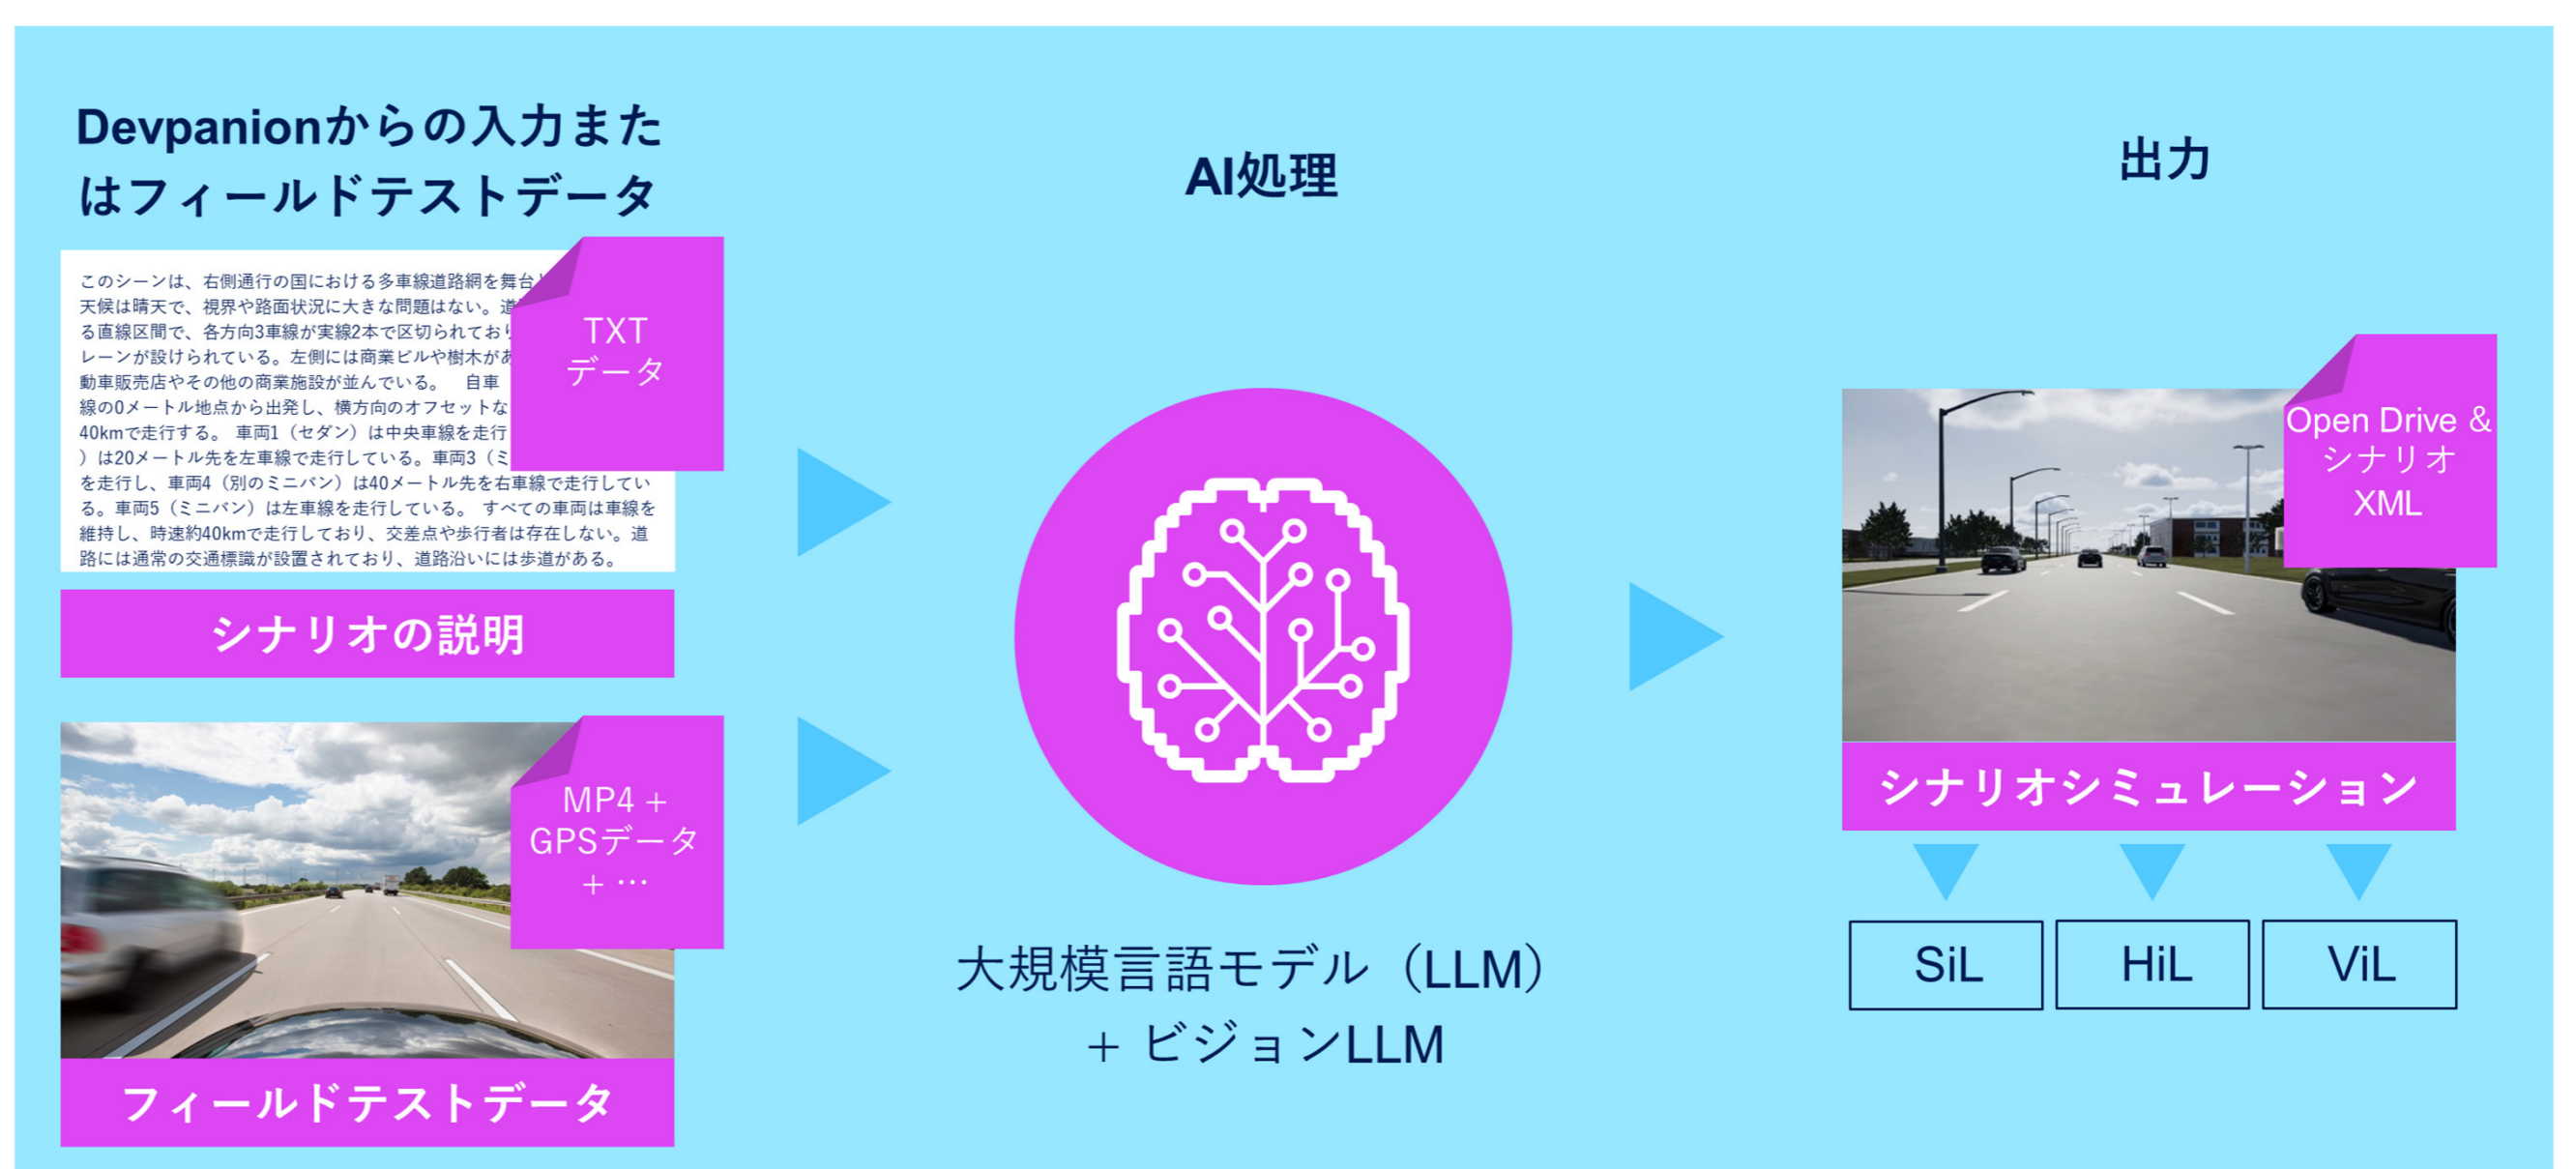 Devpanionからの入力また
はフィールドテストデータ
このシーンは、右側通行の国における多車線道路網を舞台
天候は晴天で、視界や路面状況に大きな問題はない。道
る直線区間で、各方向3車線が実線2本で区切られており
レーンが設けられている。左側には商業ビルや樹木があ
動車販売店やその他の商業施設が並んでいる。 自車
線の0メートル地点から出発し、横方向のオフセットな
40kmで走行する。 車両1（セダン）は中央車線を走行
）は20メートル先を左車線で走行している。車両3（ミ
を走行し、車両4（別のミニバン）は40メートル先を右車線で走行してい
る。車両5（ミニバン）は左車線を走行している。 すべての車両は車線を
維持し、時速約40kmで走行しており、交差点や歩行者は存在しない。道
路には通常の交通標識が設置されており、道路沿いには歩道がある。
TXT
データ
シナリオの説明
MP4 +
GPSデータ
+ …
フィールドテストデータ
AI処理
大規模言語モデル（LLM）
+ ビジョンLLM
出力
Open Drive &
シナリオ
XML
シナリオシミュレーション
SiL
HiL
ViL